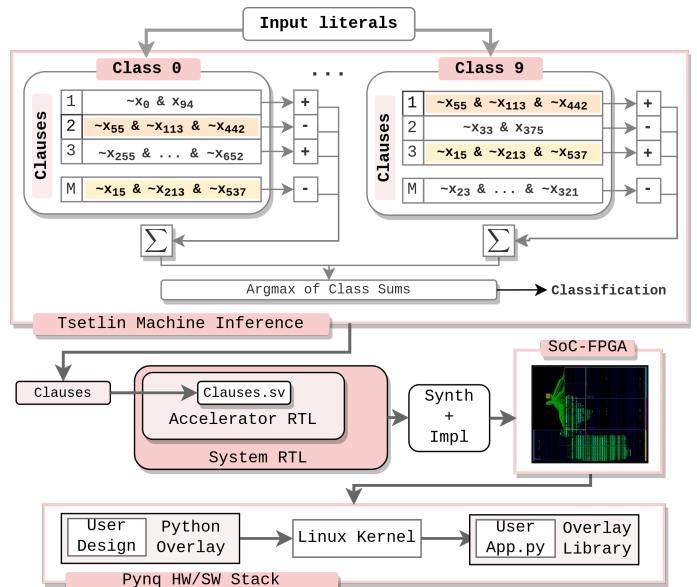 Input literals
Class 0
...
Class 9
Clauses
1 ~x0 & x94 +
2 ~x55 & ~x113 & ~x442 -
3 ~x255 & ... & ~x652 +
M ~x15 & ~x213 & ~x537 -
∑
Clauses
1 ~x55 & ~x113 & ~x442 +
2 ~x33 & x375 -
3 ~x15 & ~x213 & ~x537 +
M ~x23 & ... & ~x321 -
∑
Argmax of Class Sums
Classification
Tsetlin Machine Inference
Clauses
Clauses.sv
Accelerator RTL
System RTL
Synth
+
Impl
SoC-FPGA
User
Design
Python
Overlay
Linux Kernel
User
App.py
Overlay
Library
Pynq HW/SW Stack